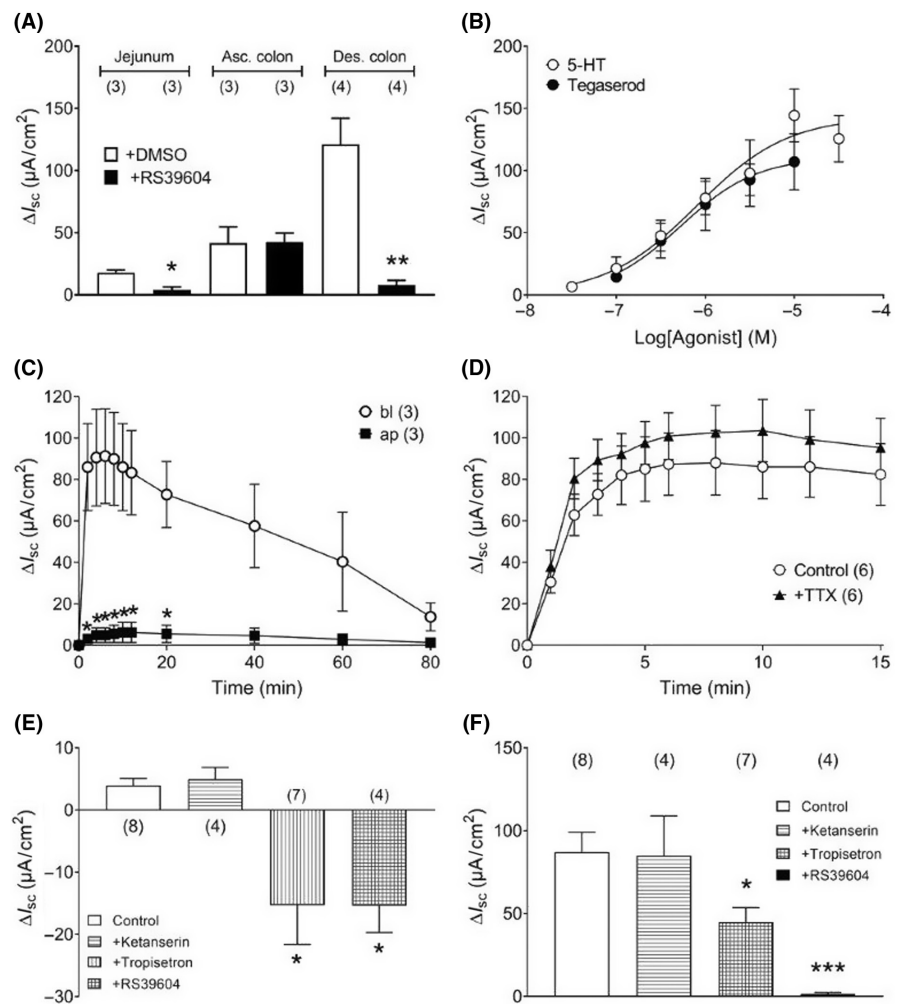 (A)
200
150
100
50
0
ΔIsc (µA/cm2)
Jejunum
Asc. colon
Des. colon
(3) (3) (3) (3) (4) (4)
+DMSO
+RS39604
*
**
(B)
200
150
100
50
0
ΔIsc (µA/cm2)
5-HT
Tegaserod
–8 –7 –6 –5 –4
Log[Agonist] (M)
(C)
120
100
80
60
40
20
0
ΔIsc (µA/cm2)
bl (3)
ap (3)
* * * * * * *
0 20 40 60 80
Time (min)
(D)
120
100
80
60
40
20
0
ΔIsc (µA/cm2)
Control (6)
+TTX (6)
0 5 10 15
Time (min)
(E)
10
0
–10
–20
–30
ΔIsc (µA/cm2)
(7) (4)
(8) (4)
Control
+Ketanserin
+Tropisetron
+RS39604
* *
(F)
150
100
50
0
ΔIsc (µA/cm2)
(8) (4) (7) (4)
Control
+Ketanserin
+Tropisetron
+RS39604
*
***